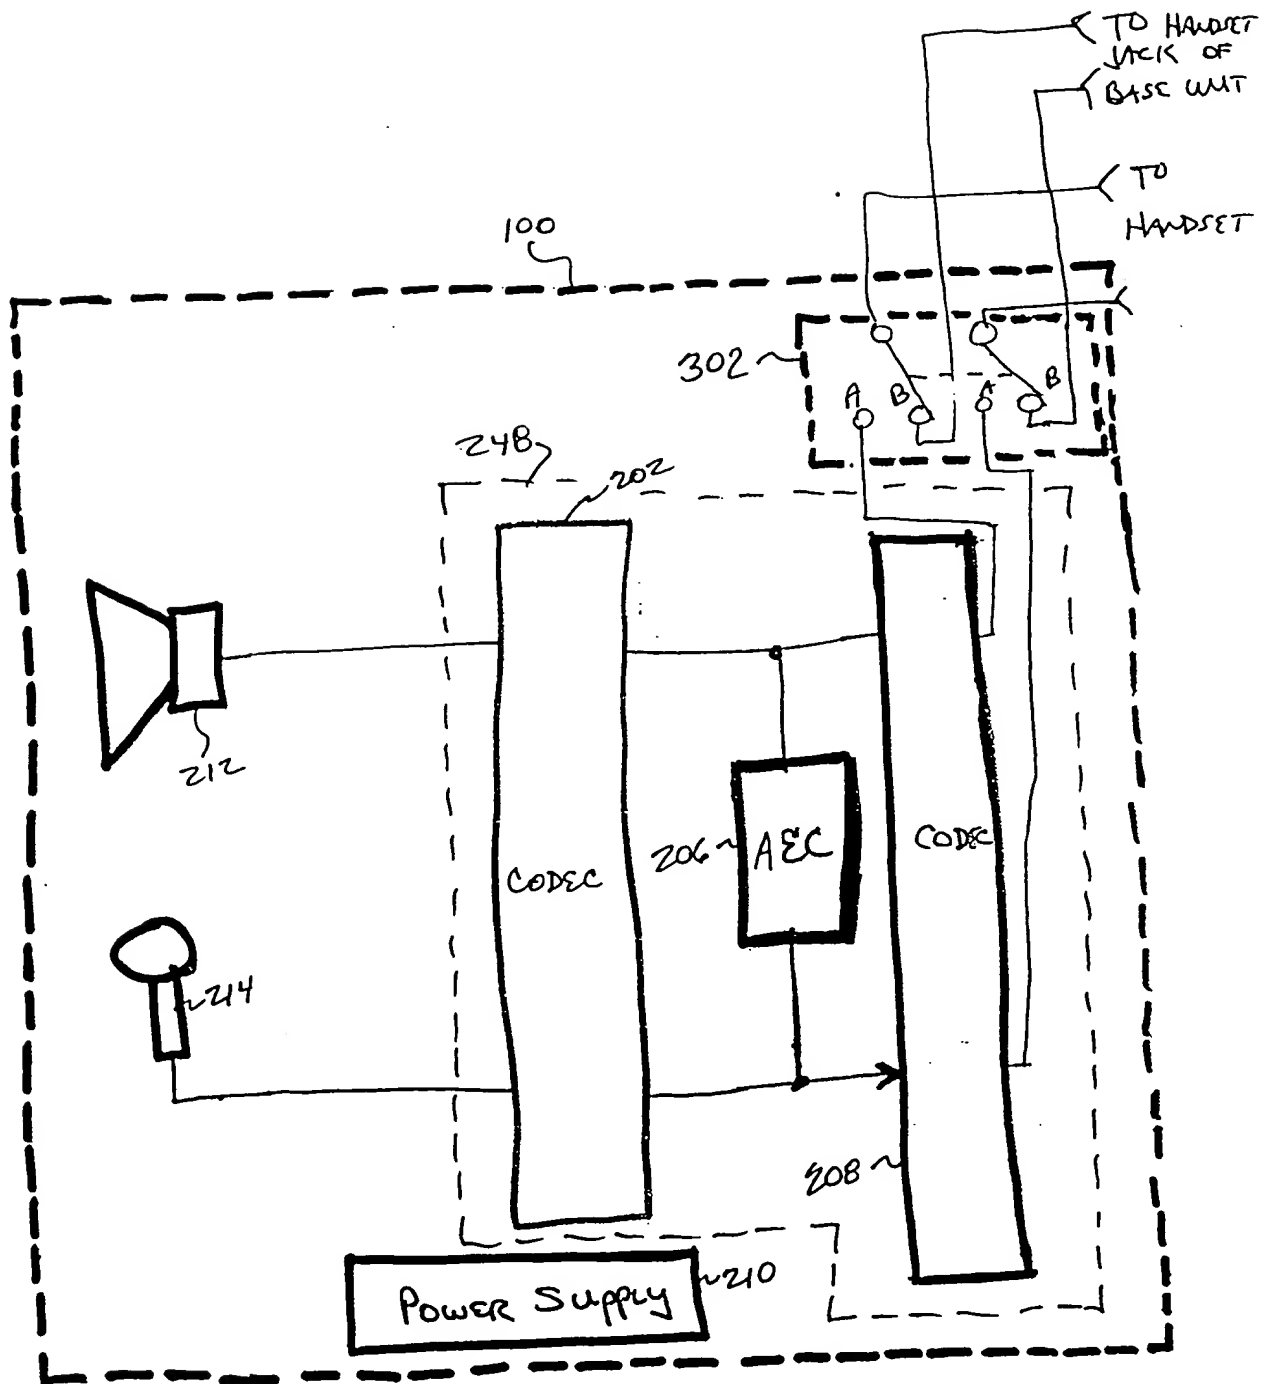 TO HANDSET
JACK OF
BASE UNIT
TO
HANDSET
100
302
A
B
A
B
248
202
212
CODEC
206
AEC
CODEC
214
208
POWER SUPPLY
210